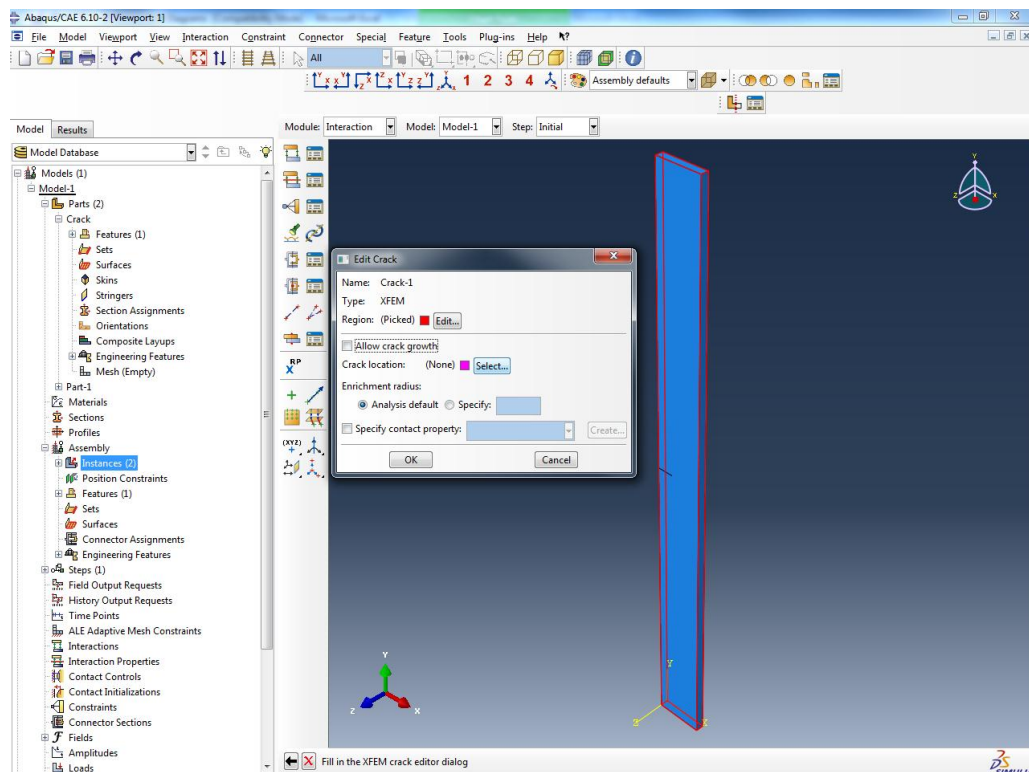 Abaqus/CAE 6.10-2 [Viewport: 1]
File Model Viewport View Interaction Constraint Connector Special Feature Tools Plug-ins Help
All
1 2 3 4 Assembly defaults
Model Results
Module: Interaction Model: Model-1 Step: Initial
Model Database
Models (1)
Model-1
Parts (2)
Crack
Features (1)
Sets
Surfaces
Skins
Stringers
Section Assignments
Orientations
Composite Layups
Engineering Features
Mesh (Empty)
Part-1
Materials
Sections
Profiles
Assembly
Instances (2)
Position Constraints
Features (1)
Sets
Surfaces
Connector Assignments
Engineering Features
Steps (1)
Field Output Requests
History Output Requests
Time Points
ALE Adaptive Mesh Constraints
Interactions
Interaction Properties
Contact Controls
Contact Initializations
Constraints
Connector Sections
Fields
Amplitudes
Loads
RP
(XYZ)
Edit Crack
Name: Crack-1
Type: XFEM
Region: (Picked) Edit...
Allow crack growth
Crack location: (None) Select...
Enrichment radius:
Analysis default Specify:
Specify contact property: Create...
OK Cancel
Y
Z X
Y
Z X
Y
Z X
Fill in the XFEM crack editor dialog